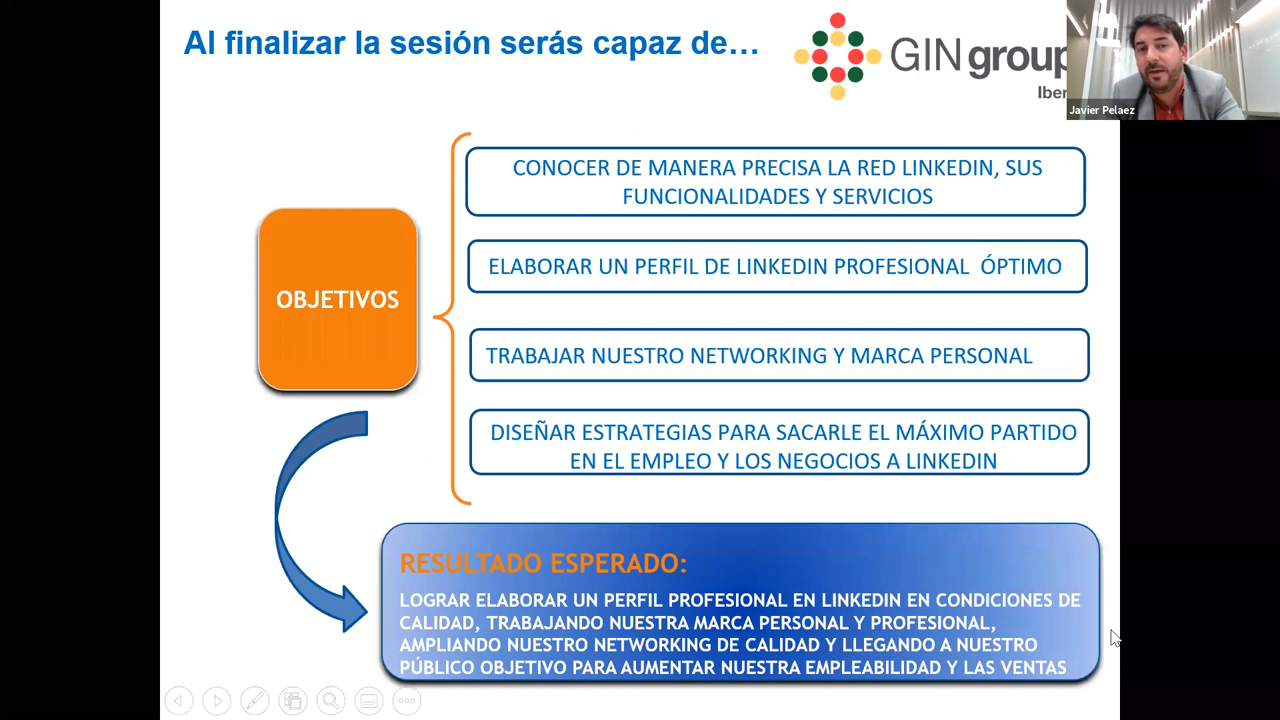 Al finalizar la sesión serás capaz de...
GINgroup
Iber
Javier Pelaez
CONOCER DE MANERA PRECISA LA RED LINKEDIN, SUS
FUNCIONALIDADES Y SERVICIOS
ELABORAR UN PERFIL DE LINKEDIN PROFESIONAL ÓPTIMO
OBJETIVOS
TRABAJAR NUESTRO NETWORKING Y MARCA PERSONAL
DISEÑAR ESTRATEGIAS PARA SACARLE EL MÁXIMO PARTIDO
EN EL EMPLEO Y LOS NEGOCIOS A LINKEDIN
RESULTADO ESPERADO:
LOGRAR ELABORAR UN PERFIL PROFESIONAL EN LINKEDIN EN CONDICIONES DE
CALIDAD, TRABAJANDO NUESTRA MARCA PERSONAL Y PROFESIONAL,
AMPLIANDO NUESTRO NETWORKING DE CALIDAD Y LLEGANDO A NUESTRO
PÚBLICO OBJETIVO PARA AUMENTAR NUESTRA EMPLEABILIDAD Y LAS VENTAS